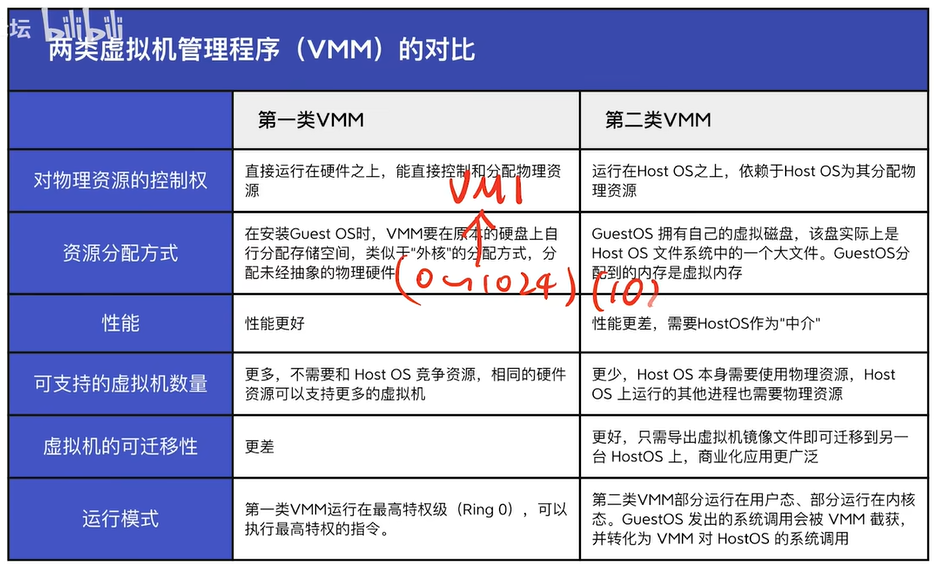 坛 bilibili
两类虚拟机管理程序（VMM）的对比
第一类VMM
第二类VMM
对物理资源的控制权
直接运行在硬件之上，能直接控制和分配物理资
源
运行在Host OS之上，依赖于Host OS为其分配物
理资源
VM1
资源分配方式
在安装Guest OS时，VMM要在原本的硬盘上自
行分配存储空间，类似于“外核”的分配方式，分
配未经抽象的物理硬件
GuestOS 拥有自己的虚拟磁盘，该盘实际上是
Host OS 文件系统中的一个大文件。GuestOS分
配到的内存是虚拟内存
(0~1024) (10)
性能
性能更好
性能更差，需要HostOS作为"中介"
可支持的虚拟机数量
更多，不需要和 Host OS 竞争资源，相同的硬件
资源可以支持更多的虚拟机
更少，Host OS 本身需要使用物理资源，Host
OS 上运行的其他进程也需要物理资源
虚拟机的可迁移性
更差
更好，只需导出虚拟机镜像文件即可迁移到另一
台 HostOS 上，商业化应用更广泛
运行模式
第一类VMM运行在最高特权级（Ring 0），可以
执行最高特权的指令。
第二类VMM部分运行在用户态、部分运行在内核
态。GuestOS 发出的系统调用会被 VMM 截获，
并转化为 VMM 对 HostOS 的系统调用